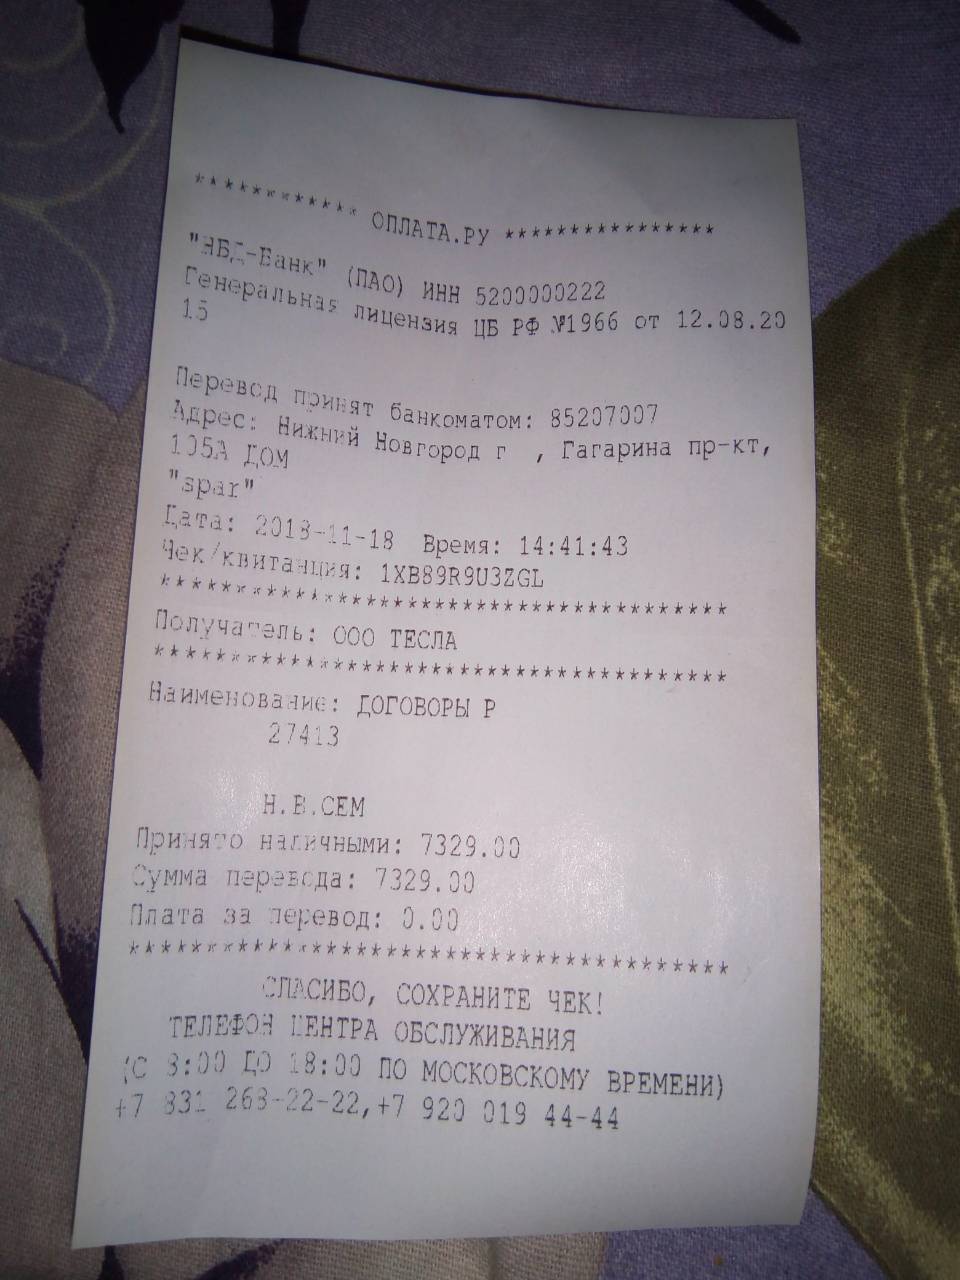 *********** ОПЛАТА.РУ ****************
"НБД-Банк" (ПАО) ИНН 5200000222
Генеральная лицензия ЦБ РФ №1966 от 12.08.20
15
Перевод принят банкоматом: 85207007
Адрес: Нижний Новгород г , Гагарина пр-кт,
105А ДОМ
"spar"
Дата: 2018-11-18 Время: 14:41:43
Чек/квитанция: 1XB89R9U3ZGL
***************************************
Получатель: ООО ТЕСЛА
***************************************
Наименование: ДОГОВОРЫ Р
27413
Н.В.СЕМ
Принято наличными: 7329.00
Сумма перевода: 7329.00
Плата за перевод: 0.00
***************************************
СПАСИБО, СОХРАНИТЕ ЧЕК!
ТЕЛЕФОН ЦЕНТРА ОБСЛУЖИВАНИЯ
(С 8:00 ДО 18:00 ПО МОСКОВСКОМУ ВРЕМЕНИ)
+7 831 268-22-22,+7 920 019 44-44